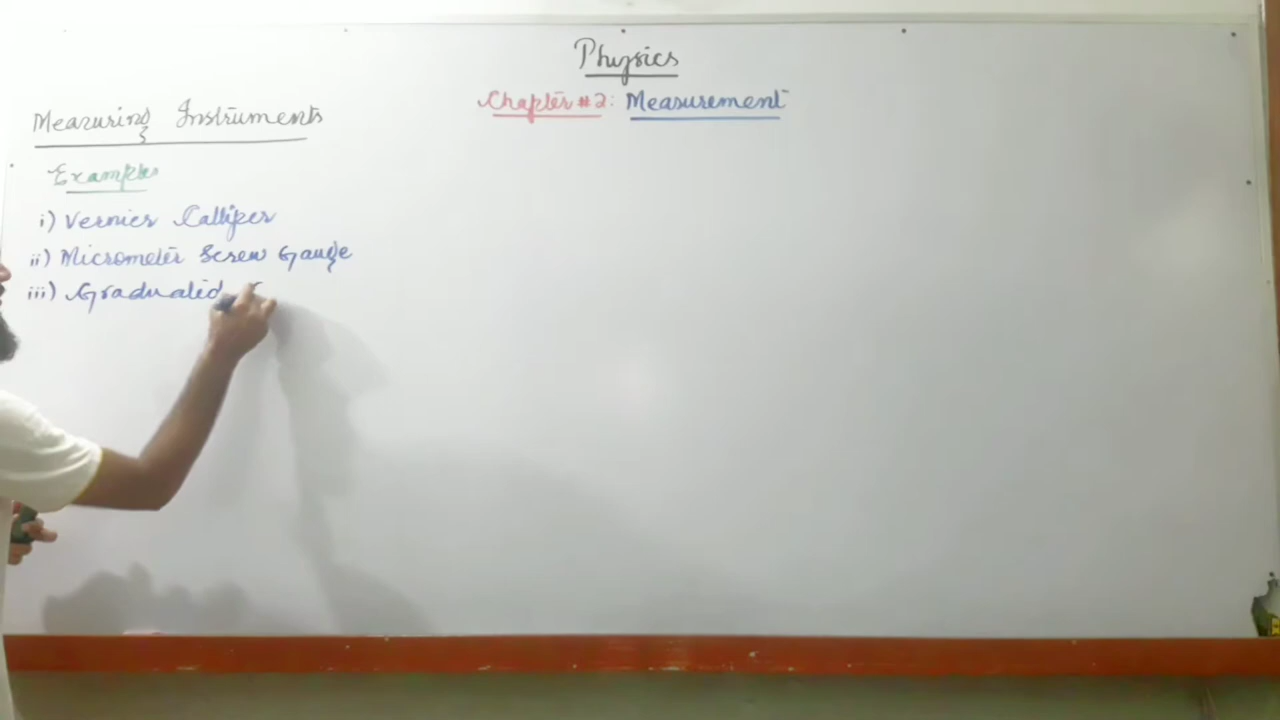 Physics
Chapter #2: Measurement
Measuring Instruments
Examples
i) Vernier Calliper
ii) Micrometer Screw Gauge
iii) Graduated